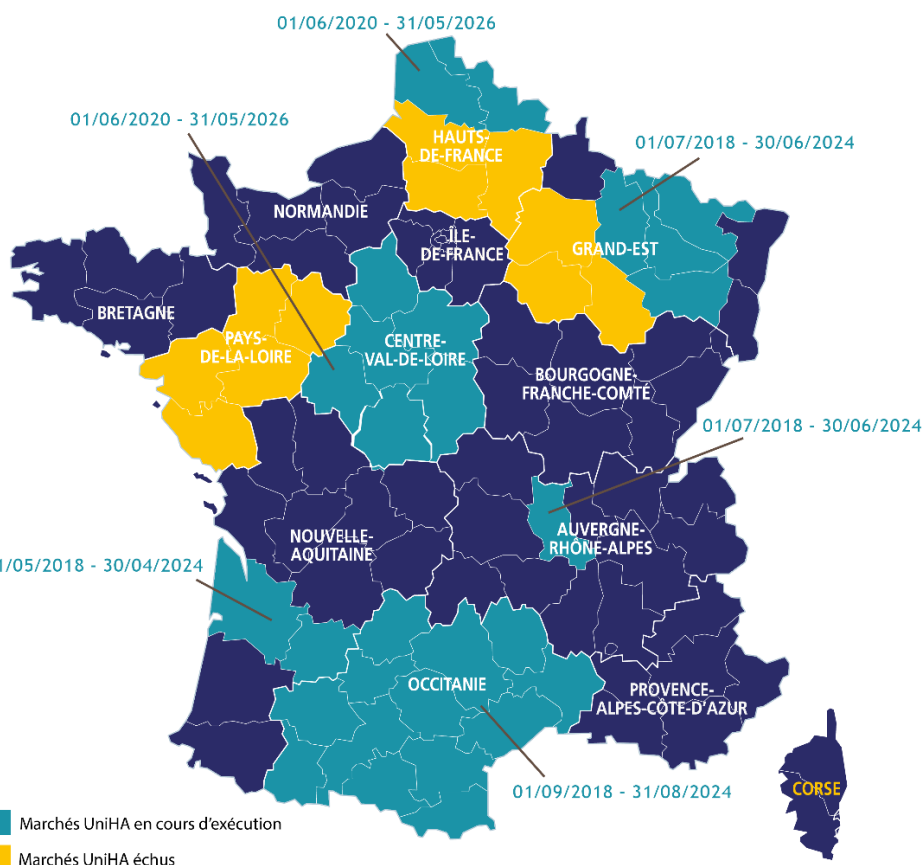 01/06/2020 - 31/05/2026
01/06/2020 - 31/05/2026
HAUTS-
DE-FRANCE
01/07/2018 - 30/06/2024
NORMANDIE
ÎLE-
DE-FRANCE
GRAND-EST
BRETAGNE
PAYS-
DE-LA-LOIRE
CENTRE-
VAL-DE-LOIRE
BOURGOGNE-
FRANCHE-COMTÉ
01/07/2018 - 30/06/2024
NOUVELLE-
AQUITAINE
AUVERGNE-
RHÔNE-ALPES
1/05/2018 - 30/04/2024
OCCITANIE
PROVENCE-
ALPES-CÔTE-D'AZUR
CORSE
01/09/2018 - 31/08/2024
Marchés UniHA en cours d'exécution
Marchés UniHA échus